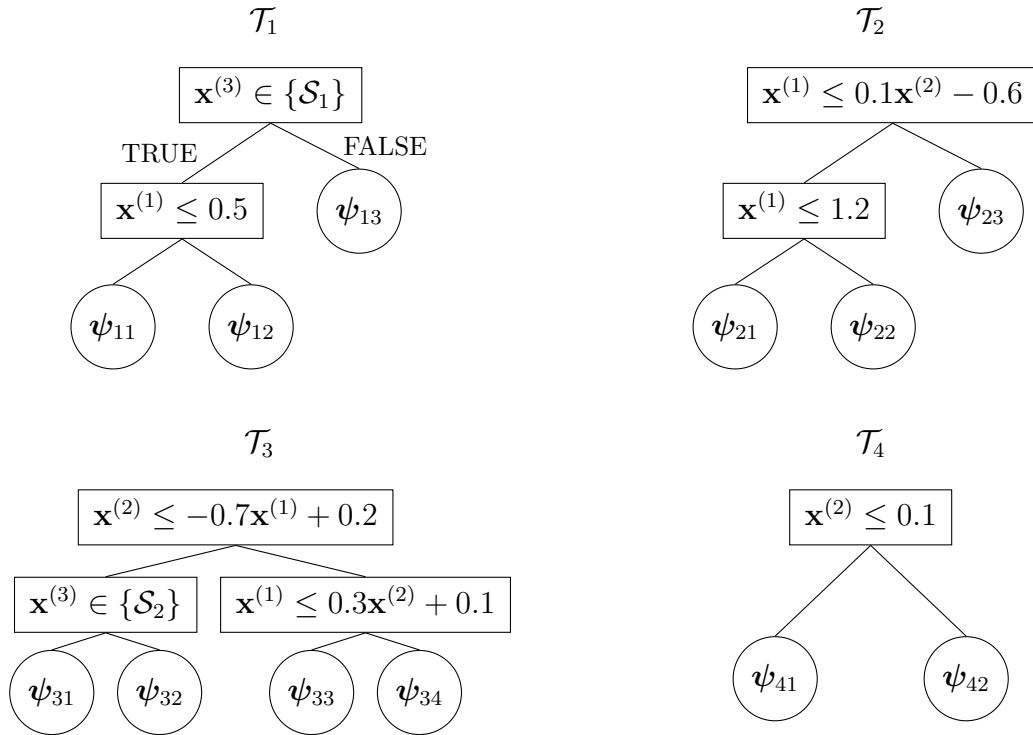 𝒯₁
𝐱⁽³⁾ ∈ {𝒮₁}
TRUE
FALSE
𝐱⁽¹⁾ ≤ 0.5
𝝍₁₃
𝝍₁₁
𝝍₁₂
𝒯₂
𝐱⁽¹⁾ ≤ 0.1𝐱⁽²⁾ − 0.6
𝐱⁽¹⁾ ≤ 1.2
𝝍₂₃
𝝍₂₁
𝝍₂₂
𝒯₃
𝐱⁽²⁾ ≤ −0.7𝐱⁽¹⁾ + 0.2
𝐱⁽³⁾ ∈ {𝒮₂}
𝐱⁽¹⁾ ≤ 0.3𝐱⁽²⁾ + 0.1
𝝍₃₁
𝝍₃₂
𝝍₃₃
𝝍₃₄
𝒯₄
𝐱⁽²⁾ ≤ 0.1
𝝍₄₁
𝝍₄₂